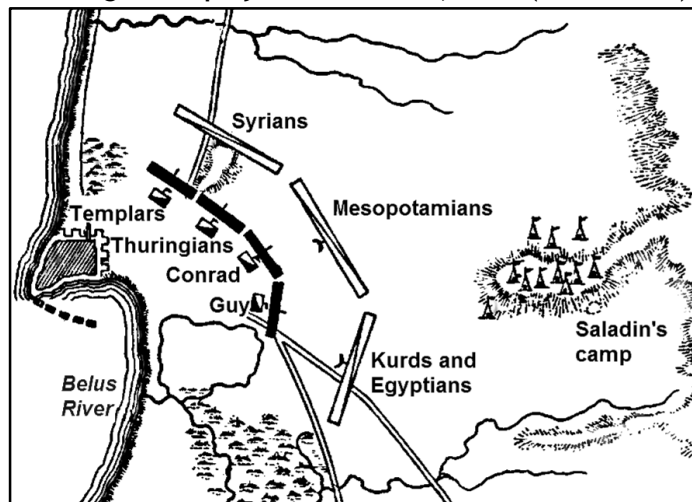 Syrians
Mesopotamians
Templars
Thuringians
Conrad
Guy
Saladin's
camp
Kurds and
Egyptians
Belus
River